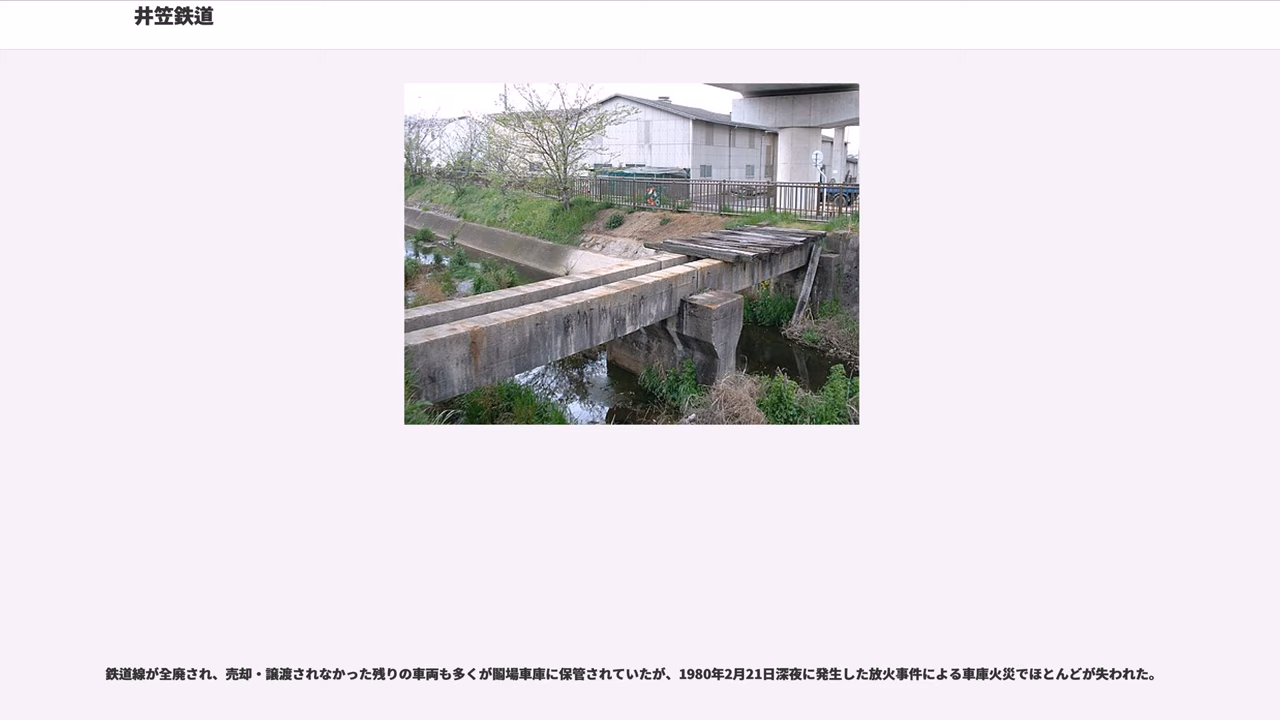 井笠鉄道
鉄道線が全廃され、売却・譲渡されなかった残りの車両も多くが鬮場車庫に保管されていたが、1980年2月21日深夜に発生した放火事件による車庫火災でほとんどが失われた。